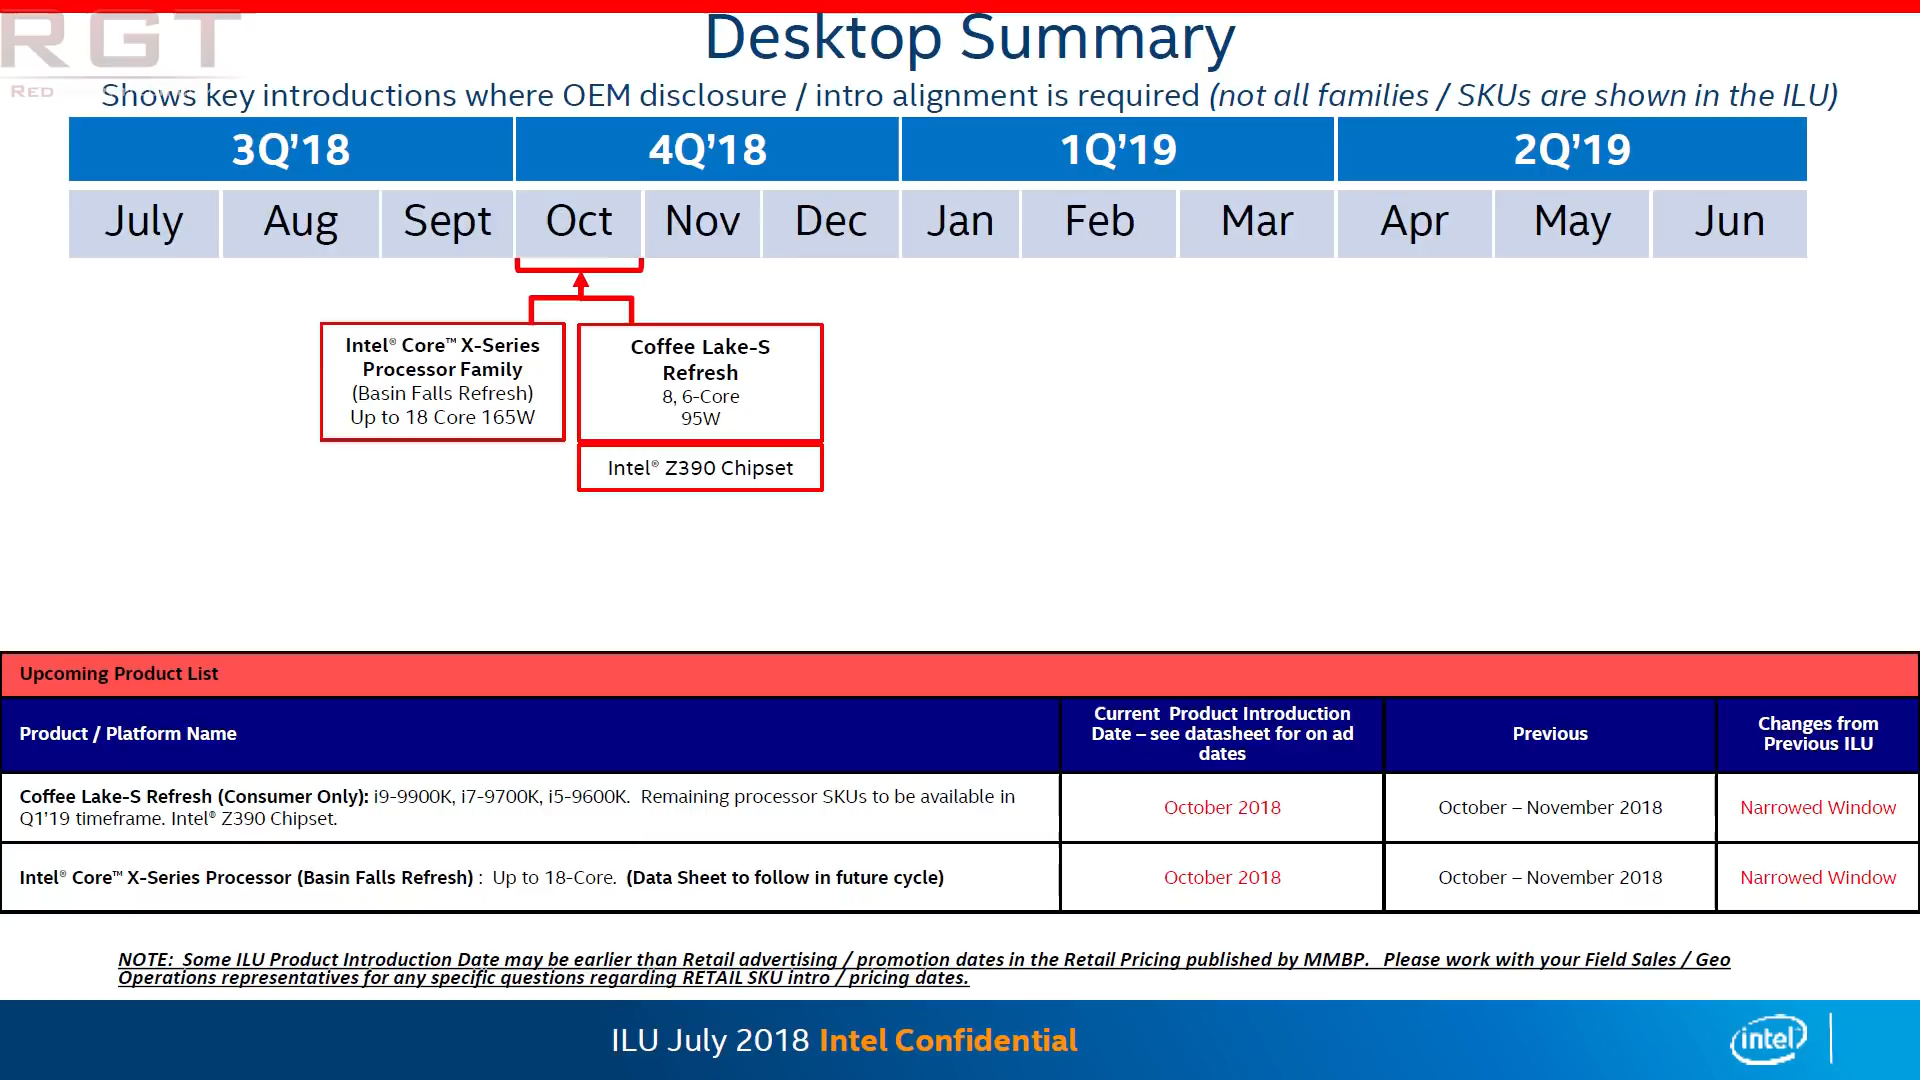 RGT
RED
Desktop Summary
Shows key introductions where OEM disclosure / intro alignment is required (not all families / SKUs are shown in the ILU)
3Q’18 4Q’18 1Q’19 2Q’19
July Aug Sept Oct Nov Dec Jan Feb Mar Apr May Jun
Intel® Core™ X-Series
Processor Family
(Basin Falls Refresh)
Up to 18 Core 165W
Coffee Lake-S
Refresh
8, 6-Core
95W
Intel® Z390 Chipset
Upcoming Product List
Product / Platform Name
Current Product Introduction
Date – see datasheet for on ad
dates
Previous
Changes from
Previous ILU
Coffee Lake-S Refresh (Consumer Only): i9-9900K, i7-9700K, i5-9600K. Remaining processor SKUs to be available in
Q1’19 timeframe. Intel® Z390 Chipset.
October 2018
October – November 2018
Narrowed Window
Intel® Core™ X-Series Processor (Basin Falls Refresh) : Up to 18-Core. (Data Sheet to follow in future cycle)
October 2018
October – November 2018
Narrowed Window
NOTE: Some ILU Product Introduction Date may be earlier than Retail advertising / promotion dates in the Retail Pricing published by MMBP. Please work with your Field Sales / Geo
Operations representatives for any specific questions regarding RETAIL SKU intro / pricing dates.
ILU July 2018 Intel Confidential
intel